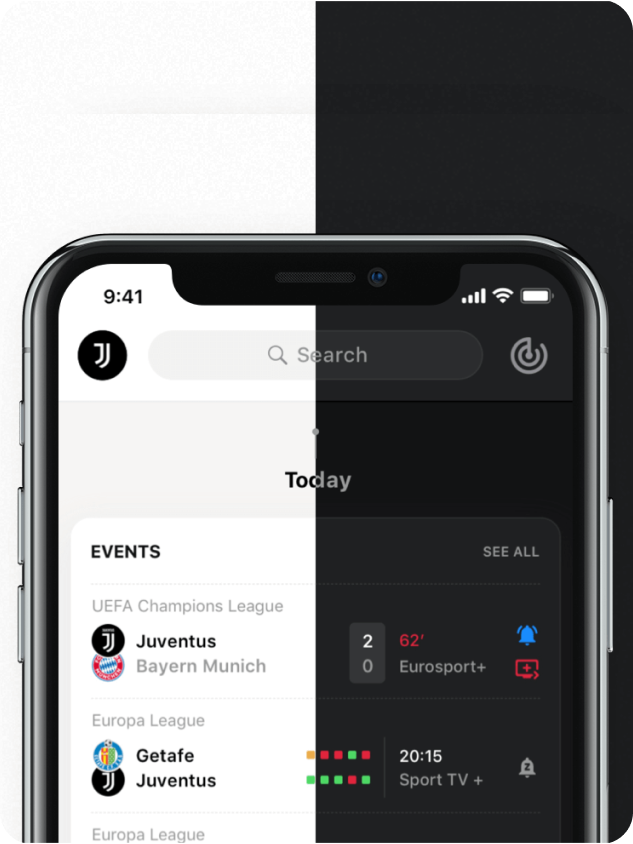 9:41
Search
Today
EVENTS
SEE ALL
UEFA Champions League
Juventus
2
62’
Bayern Munich
0
Eurosport+
Europa League
Getafe
20:15
Juventus
Sport TV +
Europa League